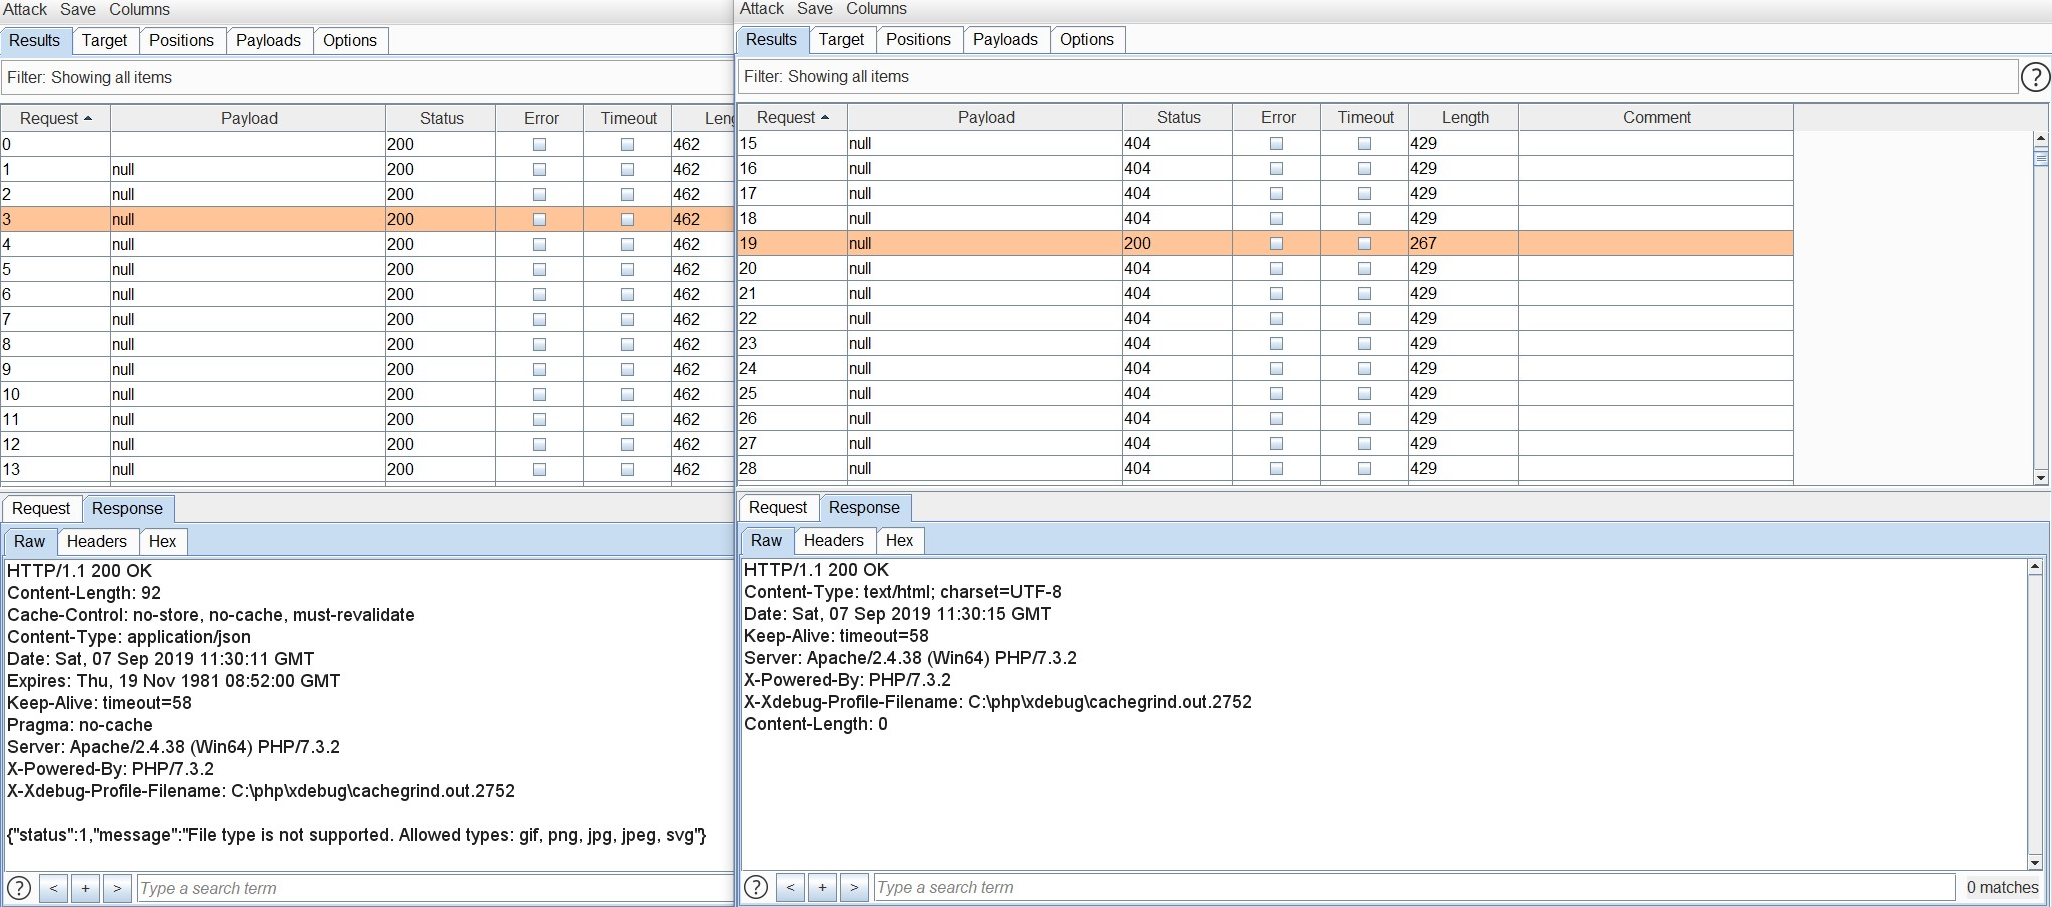 Attack Save Columns
Results Target Positions Payloads Options
Filter: Showing all items
Request Payload Status Error Timeout Leng
0 200 462
1 null 200 462
2 null 200 462
3 null 200 462
4 null 200 462
5 null 200 462
6 null 200 462
7 null 200 462
8 null 200 462
9 null 200 462
10 null 200 462
11 null 200 462
12 null 200 462
13 null 200 462
Request Response
Raw Headers Hex
HTTP/1.1 200 OK
Content-Length: 92
Cache-Control: no-store, no-cache, must-revalidate
Content-Type: application/json
Date: Sat, 07 Sep 2019 11:30:11 GMT
Expires: Thu, 19 Nov 1981 08:52:00 GMT
Keep-Alive: timeout=58
Pragma: no-cache
Server: Apache/2.4.38 (Win64) PHP/7.3.2
X-Powered-By: PHP/7.3.2
X-Xdebug-Profile-Filename: C:\php\xdebug\cachegrind.out.2752
{"status":1,"message":"File type is not supported. Allowed types: gif, png, jpg, jpeg, svg"}
? < + > Type a search term
Attack Save Columns
Results Target Positions Payloads Options
Filter: Showing all items ?
Request Payload Status Error Timeout Length Comment
15 null 404 429
16 null 404 429
17 null 404 429
18 null 404 429
19 null 200 267
20 null 404 429
21 null 404 429
22 null 404 429
23 null 404 429
24 null 404 429
25 null 404 429
26 null 404 429
27 null 404 429
28 null 404 429
Request Response
Raw Headers Hex
HTTP/1.1 200 OK
Content-Type: text/html; charset=UTF-8
Date: Sat, 07 Sep 2019 11:30:15 GMT
Keep-Alive: timeout=58
Server: Apache/2.4.38 (Win64) PHP/7.3.2
X-Powered-By: PHP/7.3.2
X-Xdebug-Profile-Filename: C:\php\xdebug\cachegrind.out.2752
Content-Length: 0
? < + > Type a search term 0 matches